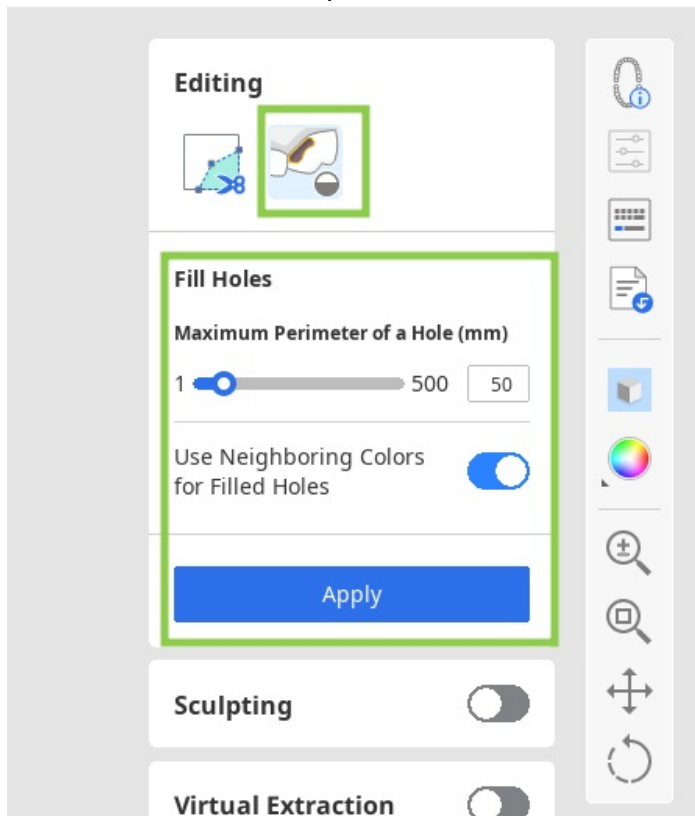 Editing
Fill Holes
Maximum Perimeter of a Hole (mm)
1 500 50
Use Neighboring Colors
for Filled Holes
Apply
Sculpting
Virtual Extraction